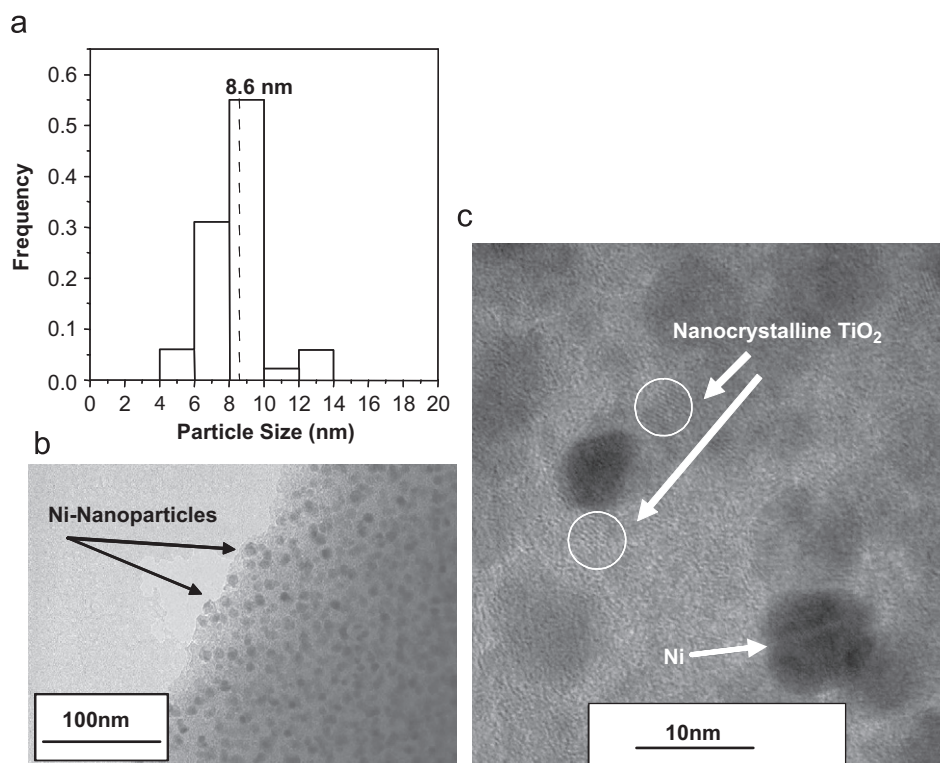 a
0.6
0.5
0.4
0.3
0.2
0.1
0.0
Frequency
8.6 nm
0 2 4 6 8 10 12 14 16 18 20
Particle Size (nm)
b
Ni-Nanoparticles
100nm
c
Nanocrystalline TiO₂
Ni
10nm